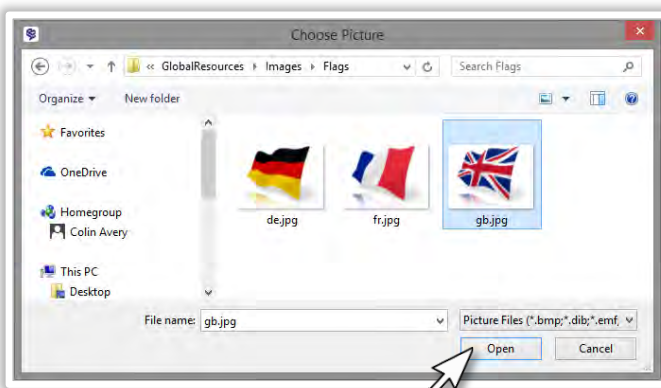 Choose Picture
« GlobalResources Images Flags
Search Flags
Organize
New folder
Favorites
OneDrive
Homegroup
Colin Avery
This PC
Desktop
de.jpg
fr.jpg
gb.jpg
File name: gb.jpg
Picture Files (*.bmp;*.dib;*.emf;
Open
Cancel